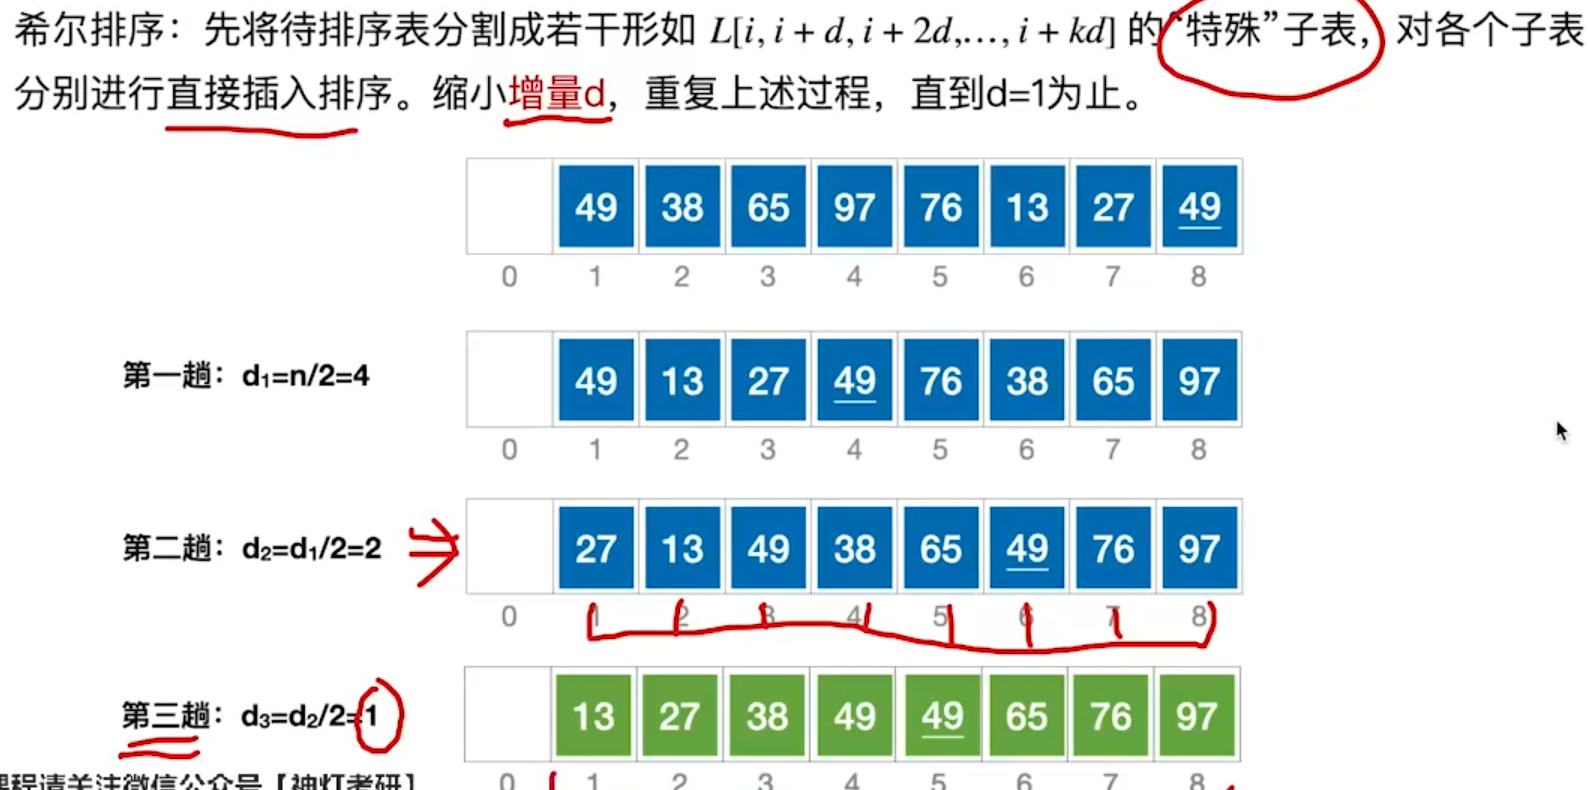 希尔排序：先将待排序表分割成若干形如 L[i, i + d, i + 2d,…, i + kd] 的“特殊”子表，对各个子表
分别进行直接插入排序。缩小增量d，重复上述过程，直到d=1为止。
49 38 65 97 76 13 27 49
0 1 2 3 4 5 6 7 8
第一趟：d₁=n/2=4 49 13 27 49 76 38 65 97
0 1 2 3 4 5 6 7 8
第二趟：d₂=d₁/2=2 27 13 49 38 65 49 76 97
0 1 2 3 4 5 6 7 8
第三趟：d₃=d₂/2=1 13 27 38 49 49 65 76 97
课程请关注微信公众号【神灯考研】 0 1 2 3 4 5 6 7 8